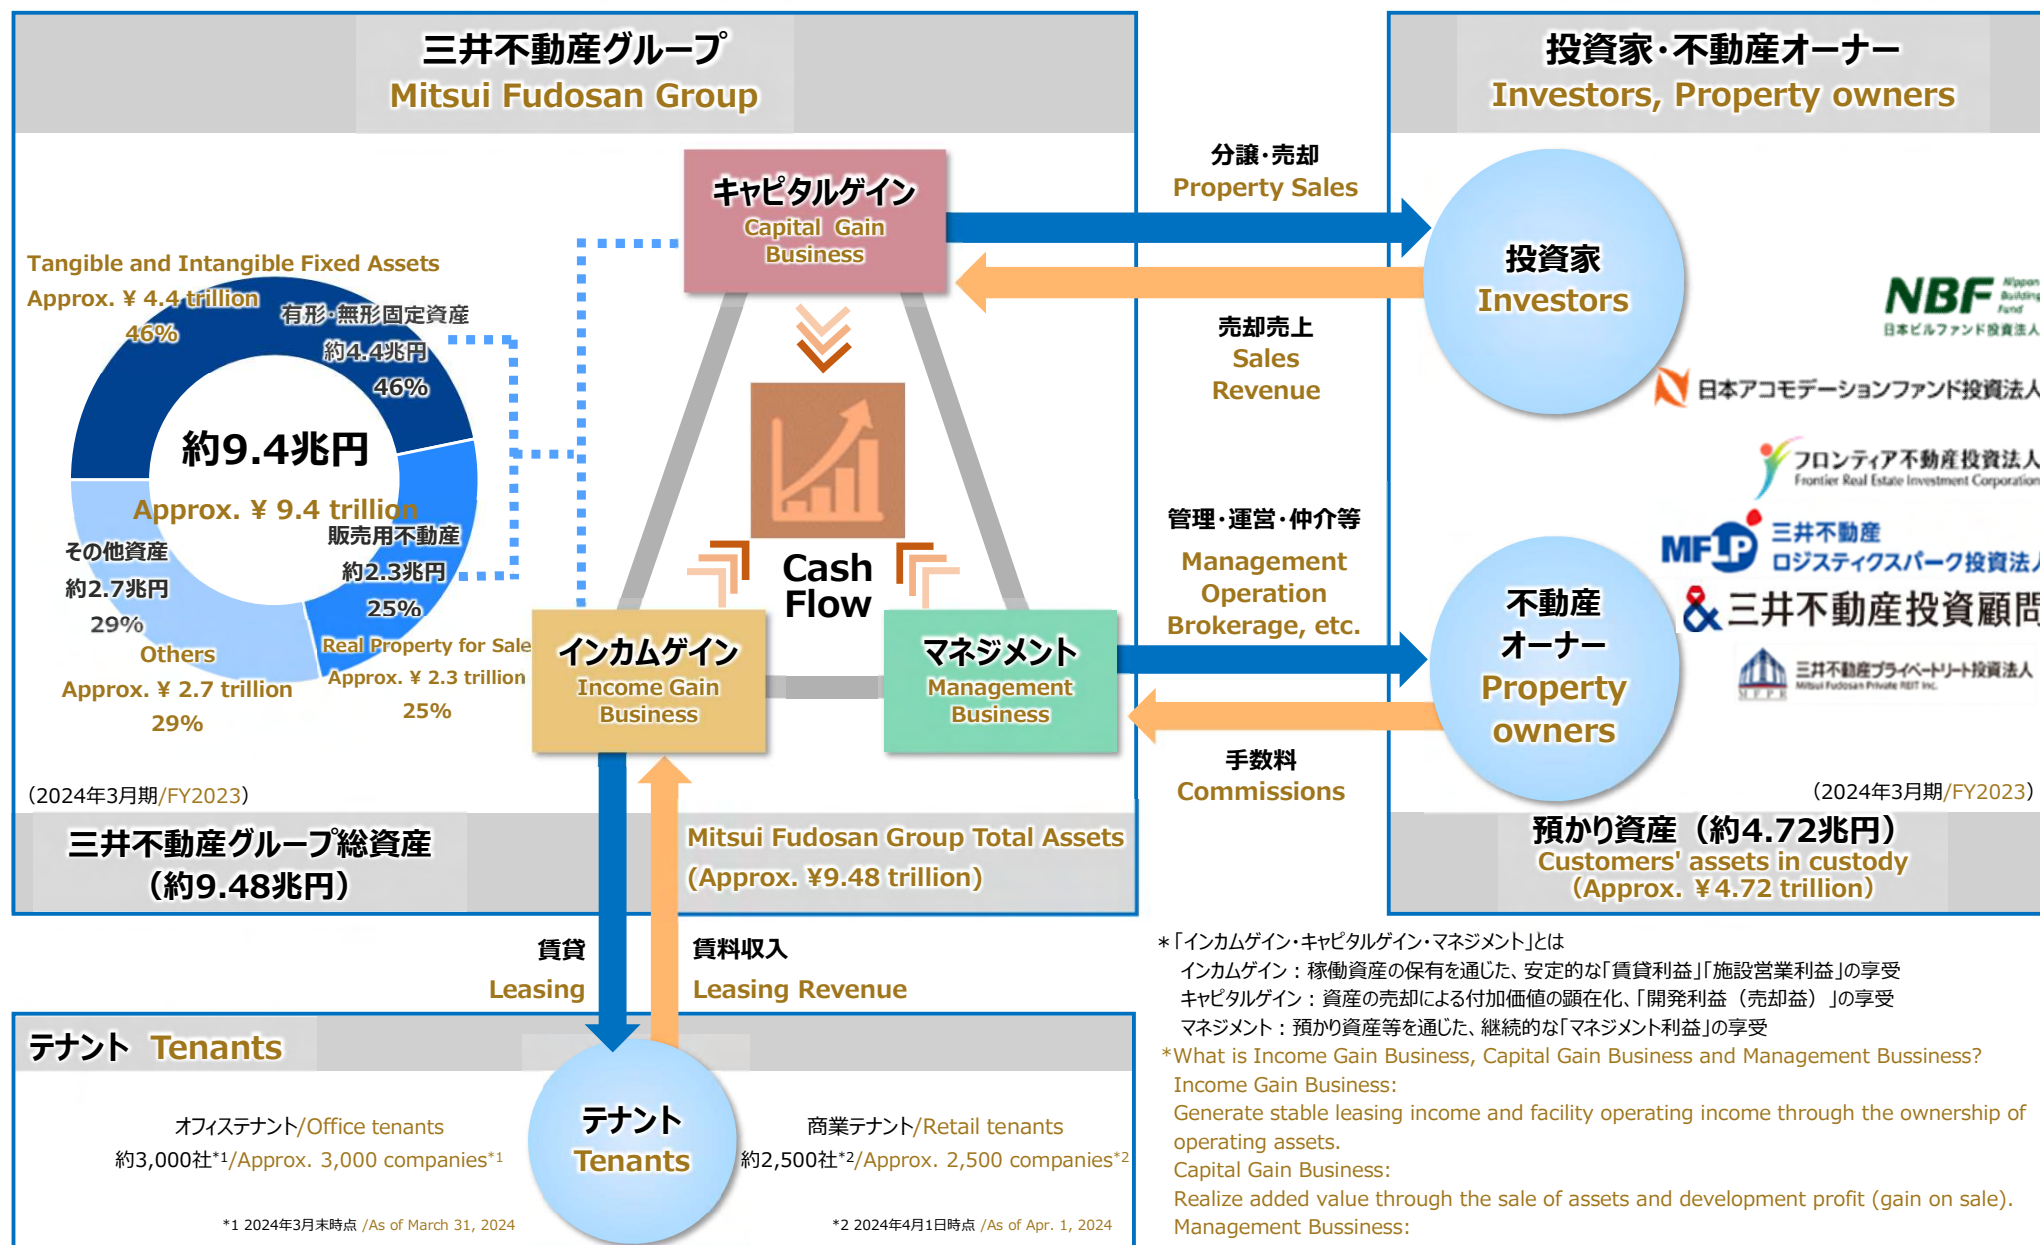 三井不動産グループ
Mitsui Fudosan Group
Tangible and Intangible Fixed Assets
Approx. ¥ 4.4 trillion
46%
有形・無形固定資産
約4.4兆円
46%
約9.4兆円
Approx. ¥ 9.4 trillion
販売用不動産
約2.3兆円
25%
Real Property for Sale
Approx. ¥ 2.3 trillion
25%
その他資産
約2.7兆円
29%
Others
Approx. ¥ 2.7 trillion
29%
キャピタルゲイン
Capital Gain
Business
Cash
Flow
インカムゲイン
Income Gain
Business
マネジメント
Management
Business
(2024年3月期/FY2023)
三井不動産グループ総資産
(約9.48兆円)
Mitsui Fudosan Group Total Assets
(Approx. ¥9.48 trillion)
分譲・売却
Property Sales
売却売上
Sales
Revenue
管理・運営・仲介等
Management
Operation
Brokerage, etc.
手数料
Commissions
投資家・不動産オーナー
Investors, Property owners
投資家
Investors
NBF Nippon
Building
Fund
日本ビルファンド投資法人
日本アコモデーションファンド投資法人
フロンティア不動産投資法人
Frontier Real Estate Investment Corporation
MFLP 三井不動産
ロジスティクスパーク投資法人
&三井不動産投資顧問
三井不動産プライベートリート投資法人
Mitsui Fudosan Private REIT Inc.
MFPR
不動産
オーナー
Property
owners
(2024年3月期/FY2023)
預かり資産(約4.72兆円)
Customers' assets in custody
(Approx. ¥4.72 trillion)
賃貸
Leasing
賃料収入
Leasing Revenue
テナント Tenants
オフィステナント/Office tenants
約3,000社*1/Approx. 3,000 companies*1
*1 2024年3月末時点 /As of March 31, 2024
テナント
Tenants
商業テナント/Retail tenants
約2,500社*2/Approx. 2,500 companies*2
*2 2024年4月1日時点 /As of Apr. 1, 2024
*「インカムゲイン・キャピタルゲイン・マネジメント」とは
インカムゲイン：稼働資産の保有を通じた、安定的な「賃貸利益」「施設営業利益」の享受
キャピタルゲイン：資産の売却による付加価値の顕在化、「開発利益（売却益）」の享受
マネジメント：預かり資産等を通じた、継続的な「マネジメント利益」の享受
*What is Income Gain Business, Capital Gain Business and Management Bussiness?
Income Gain Business:
Generate stable leasing income and facility operating income through the ownership of
operating assets.
Capital Gain Business:
Realize added value through the sale of assets and development profit (gain on sale).
Management Bussiness: